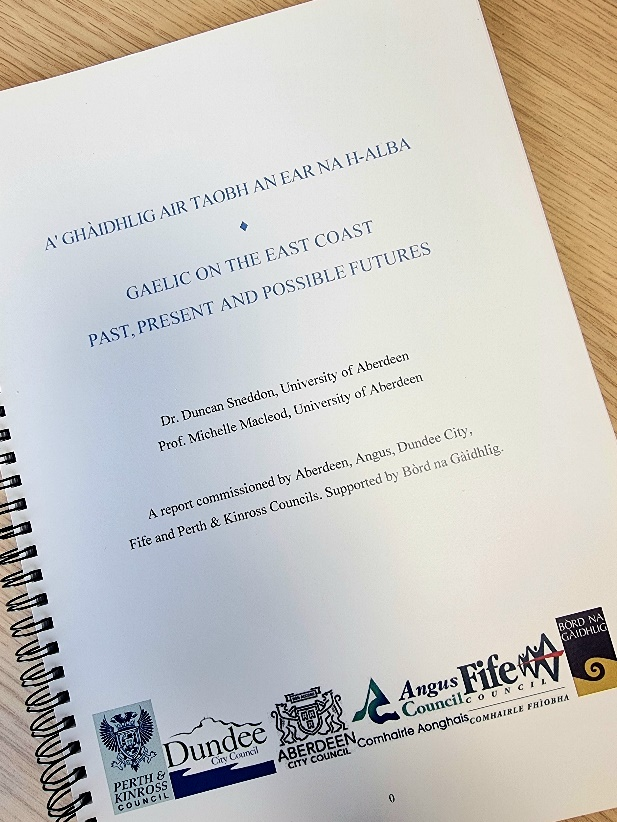 A' GHÀIDHLIG AIR TAOBH AN EAR NA H-ALBA
GAELIC ON THE EAST COAST
PAST, PRESENT AND POSSIBLE FUTURES
Dr. Duncan Sneddon, University of Aberdeen
Prof. Michelle Macleod, University of Aberdeen
A report commissioned by Aberdeen, Angus, Dundee City,
Fife and Perth & Kinross Councils. Supported by Bòrd na Gàidhlig.
PERTH &
KINROSS
COUNCIL
Dundee
City Council
ABERDEEN
CITY COUNCIL
Angus
Council
Comhairle Aonghais
Fife
COUNCIL
COMHAIRLE FHÌOBHA
BÒRD NA
GÀIDHLIG
0